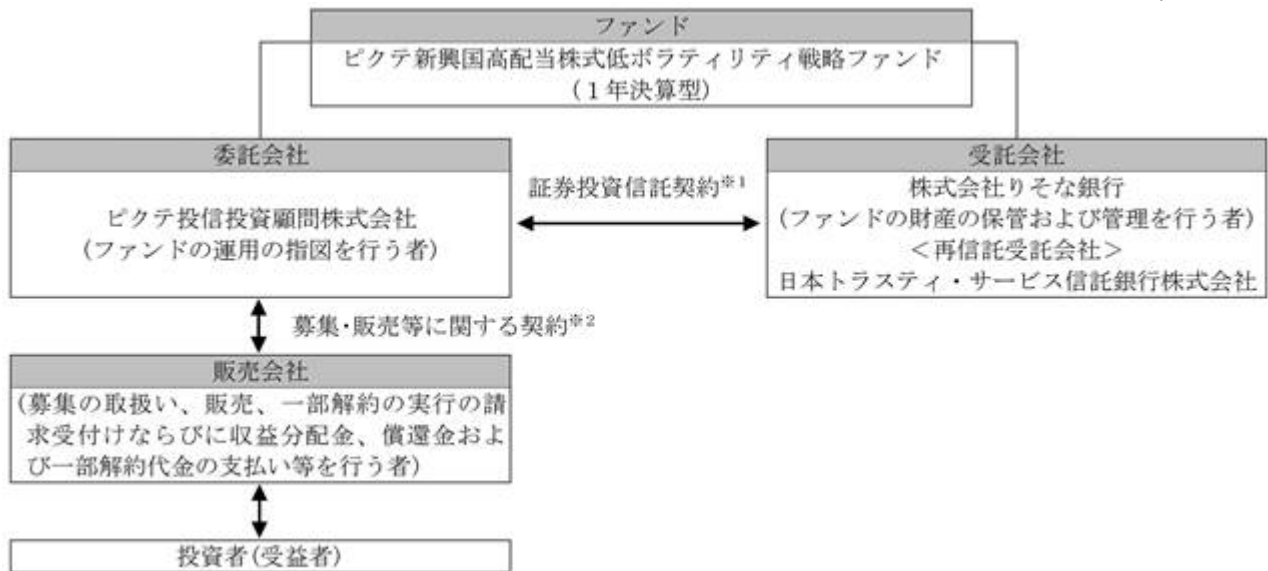 ファンド
ピクテ新興国高配当株式低ボラティリティ戦略ファンド
(1年決算型)
委託会社
ピクテ投信投資顧問株式会社
(ファンドの運用の指図を行う者)
証券投資信託契約※1
受託会社
株式会社りそな銀行
(ファンドの財産の保管および管理を行う者)
<再信託受託会社>
日本トラスティ・サービス信託銀行株式会社
募集・販売等に関する契約※2
販売会社
(募集の取扱い、販売、一部解約の実行の請
求受付けならびに収益分配金、償還金およ
び一部解約代金の支払い等を行う者)
投資者(受益者)